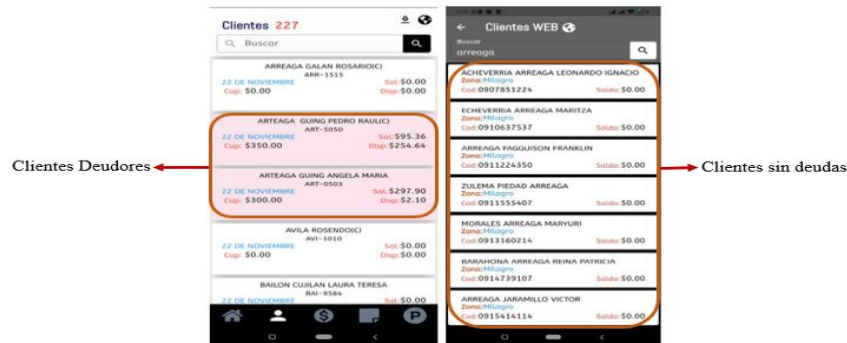 Clientes 227
Buscar
ARREAGA GALAN ROSARIO(C)
ARR-1515
22 DE NOVIEMBRE Sal:$0.00
Cup: $0.00 Disp:$0.00
ARTEAGA GUING PEDRO RAUL(C)
ART-5050
22 DE NOVIEMBRE Sal:$95.36
Cup: $350.00 Disp:$254.64
ARTEAGA GUING ANGELA MARIA
ART-0503
22 DE NOVIEMBRE Sal:$297.90
Cup: $300.00 Disp:$2.10
AVILA ROSENDO(C)
AVI-1010
22 DE NOVIEMBRE Sal:$0.00
Cup: $0.00 Disp:$0.00
BAILON CUJILAN LAURA TERESA
BAI-9584
22 DE NOVIEMBRE Sal:$0.00
P
Clientes Deudores
Clientes WEB
Buscar
arreaga
ACHEVERRIA ARREAGA LEONARDO IGNACIO
Zona:Milagro
Cod:0907851224 Saldo:$0.00
ECHEVERRIA ARREAGA MARITZA
Zona:Milagro
Cod:0910637537 Saldo:$0.00
ARREAGA FAGGUISON FRANKLIN
Zona:Milagro
Cod:0911224350 Saldo:$0.00
ZULEMA PIEDAD ARREAGA
Zona:Milagro
Cod:0911555407 Saldo:$0.00
MORALES ARREAGA MARYURI
Zona:Milagro
Cod:0913160214 Saldo:$0.00
BARAHONA ARREAGA REINA PATRICIA
Zona:Milagro
Cod:0914739107 Saldo:$0.00
ARREAGA JARAMILLO VICTOR
Zona:Milagro
Cod:0915414114 Saldo:$0.00
Clientes sin deudas